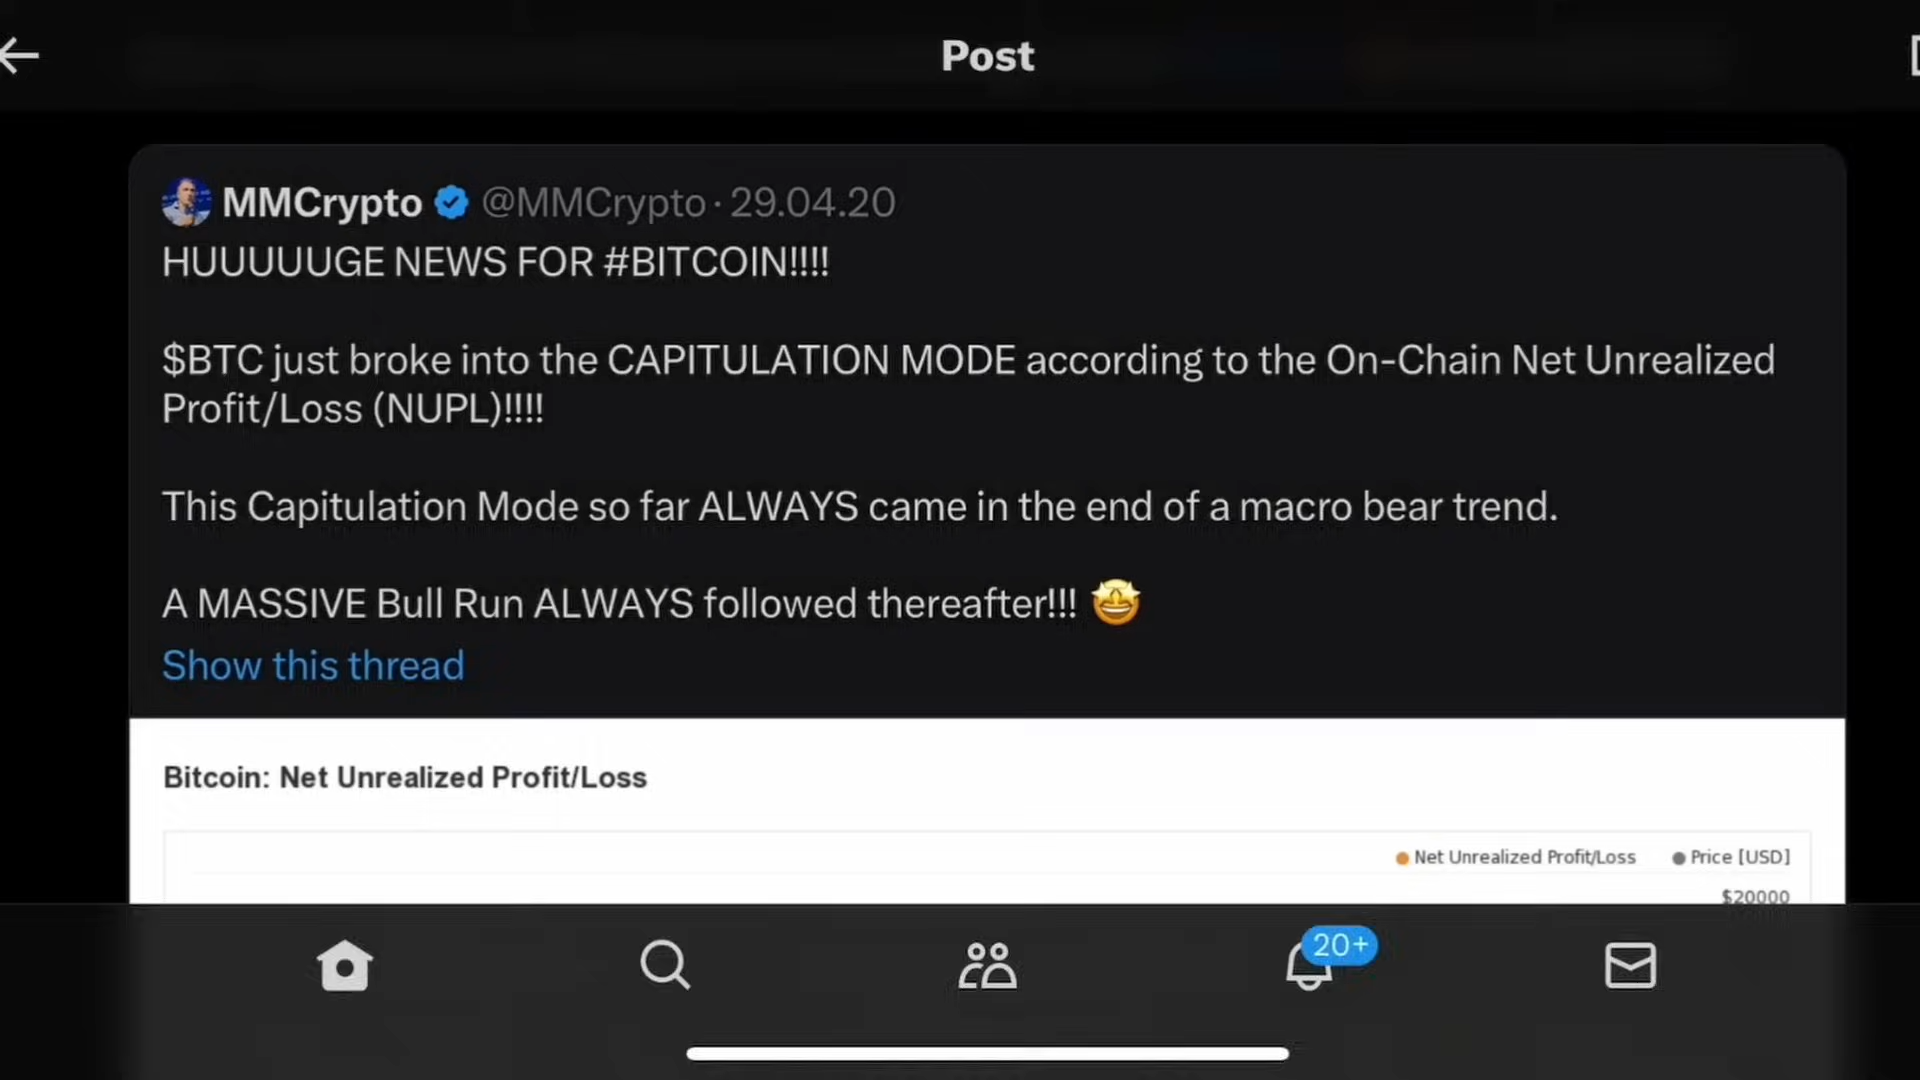 Post
MMCrypto @MMCrypto · 29.04.20
HUUUUUGE NEWS FOR #BITCOIN!!!!
$BTC just broke into the CAPITULATION MODE according to the On-Chain Net Unrealized
Profit/Loss (NUPL)!!!!
This Capitulation Mode so far ALWAYS came in the end of a macro bear trend.
A MASSIVE Bull Run ALWAYS followed thereafter!!! 🤩
Show this thread
Bitcoin: Net Unrealized Profit/Loss
Net Unrealized Profit/Loss Price [USD]
$20000
20+